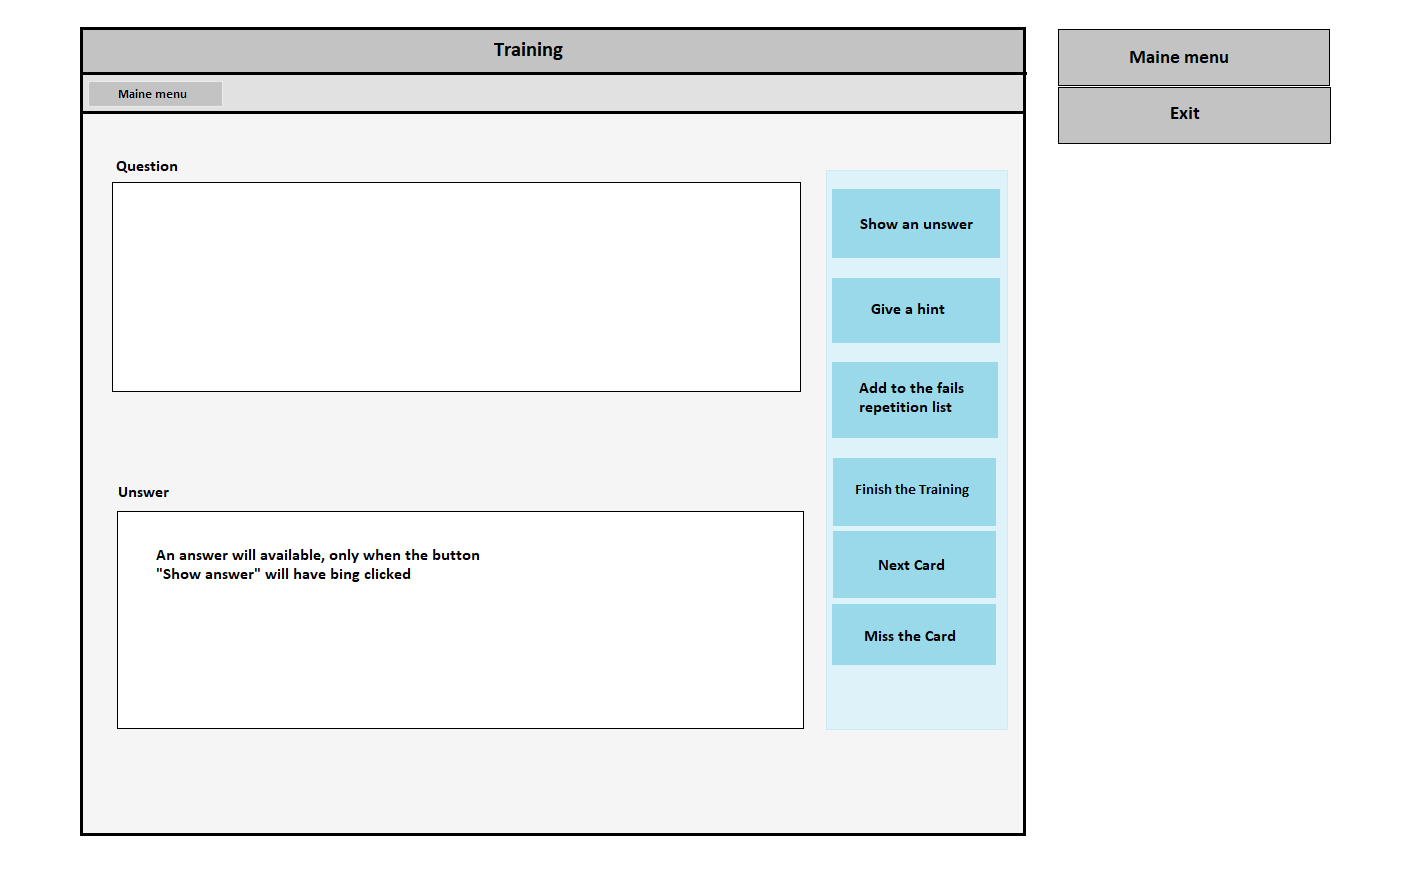 Training
Maine menu
Exit
Maine menu
Question
Show an unswer
Give a hint
Add to the fails
repetition list
Unswer
An answer will available, only when the button
"Show answer" will have bing clicked
Finish the Training
Next Card
Miss the Card